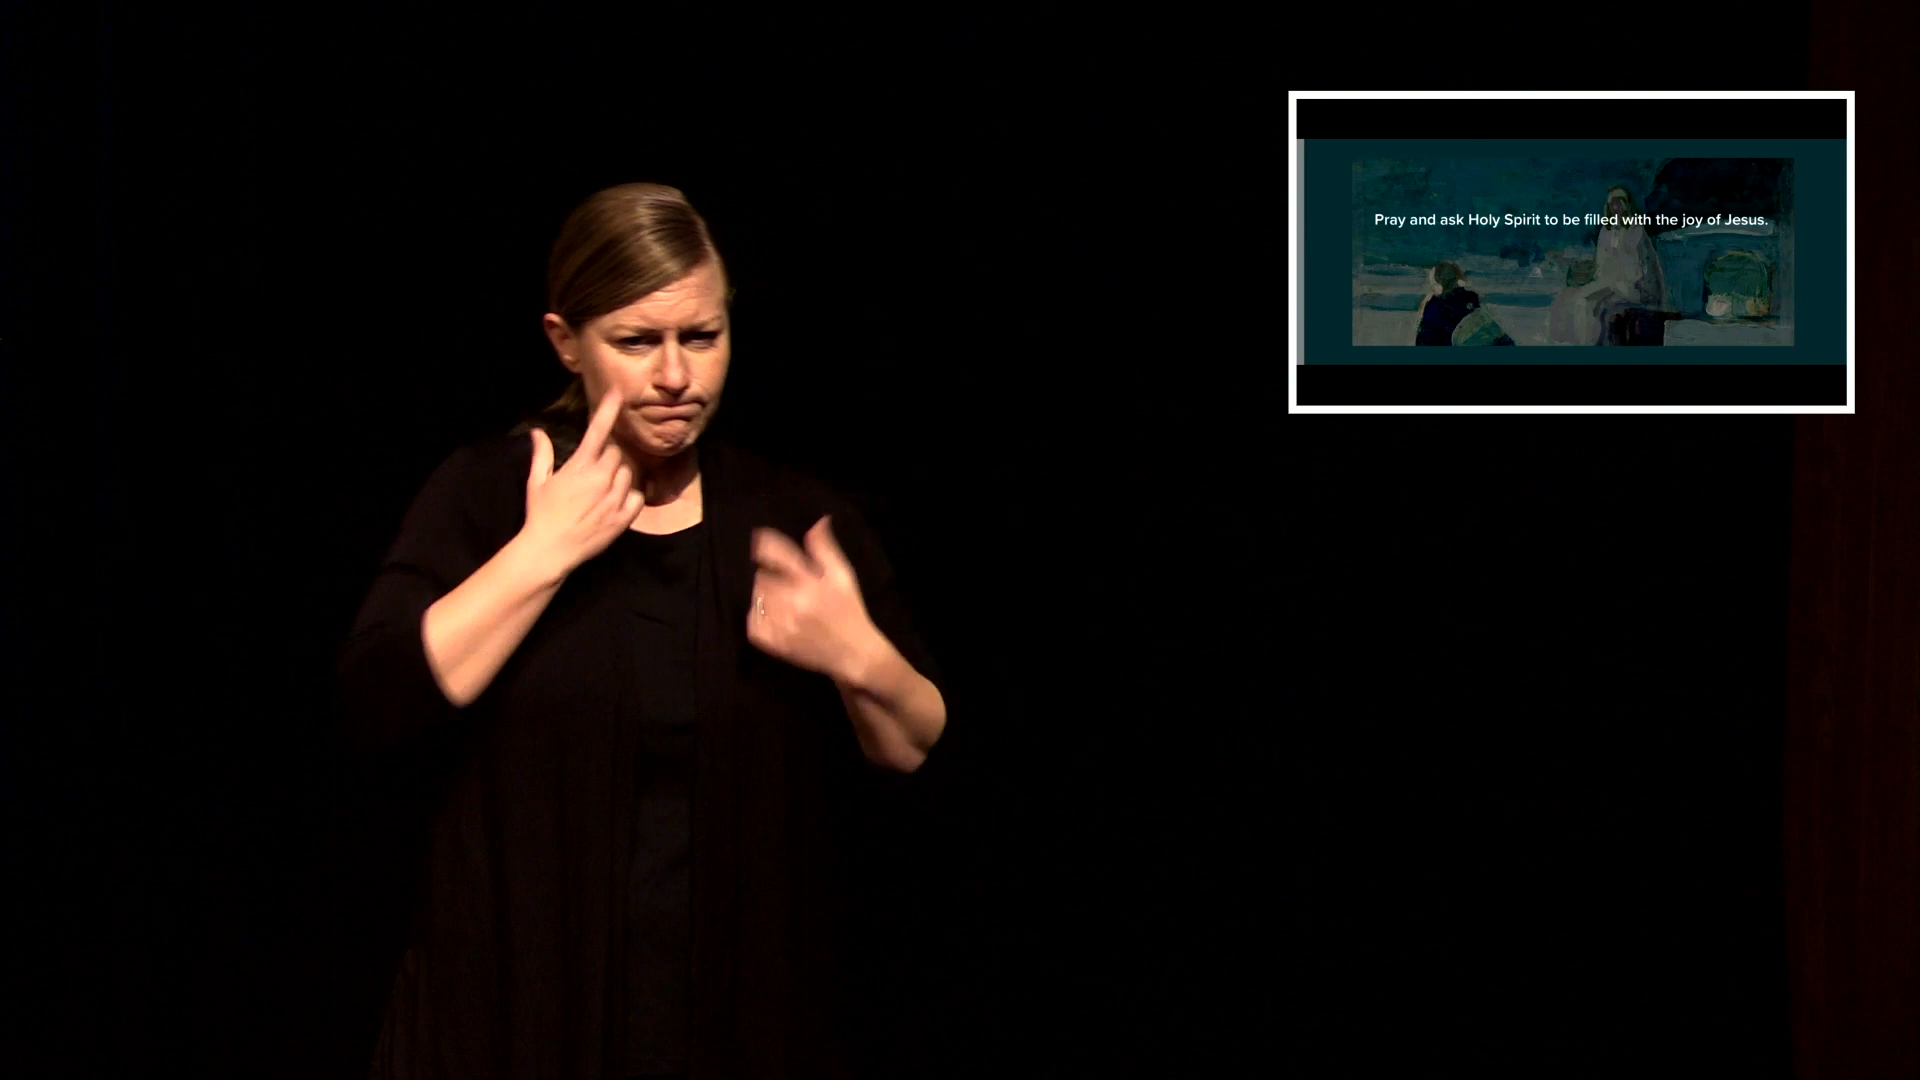 Pray and ask Holy Spirit to be filled with the joy of Jesus.